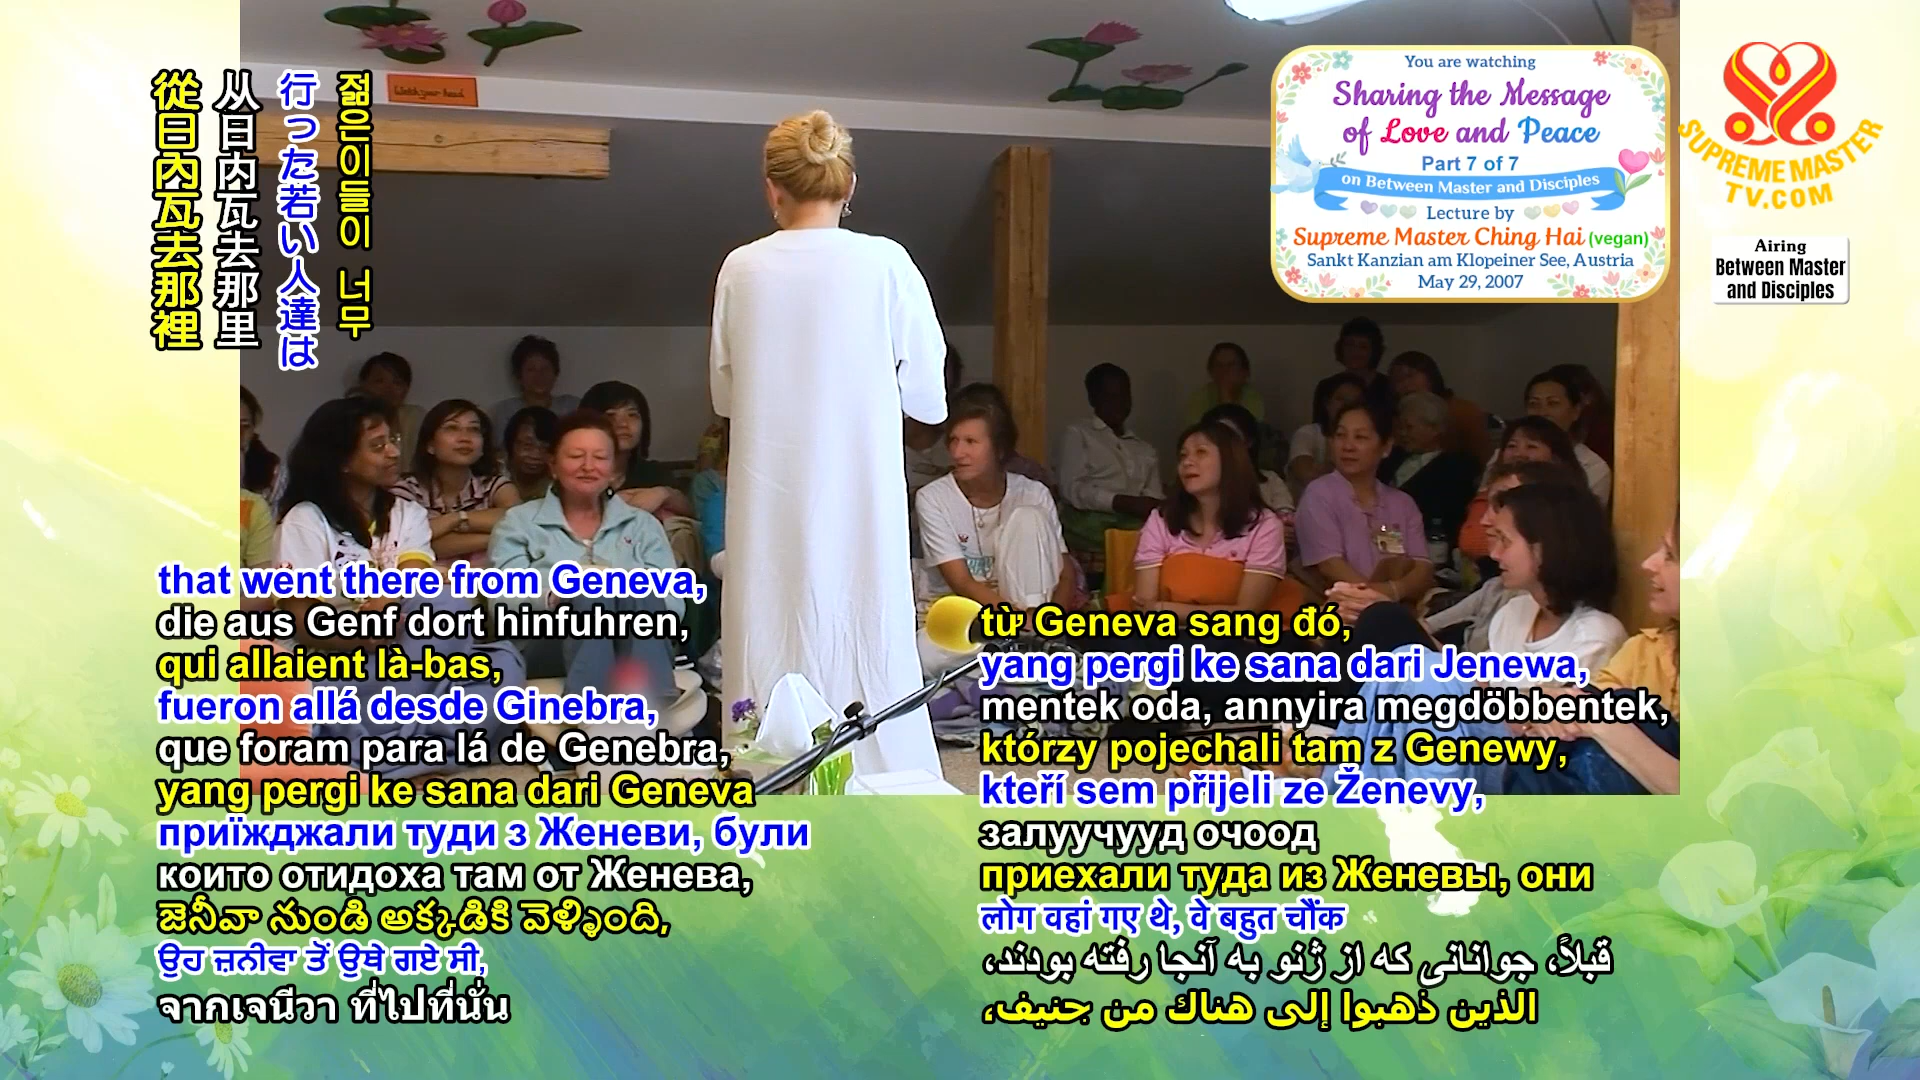 從日內瓦去那裡
从日内瓦去那里
行った若い人達は
젊은이들이 너무
Watch your head
You are watching
Sharing the Message
of Love and Peace
Part 7 of 7
on Between Master and Disciples
Lecture by
Supreme Master Ching Hai (vegan)
Sankt Kanzian am Klopeiner See, Austria
May 29, 2007
SUPREME MASTER
TV.COM
Airing
Between Master
and Disciples
that went there from Geneva,
die aus Genf dort hinfuhren,
qui allaient là-bas,
fueron allá desde Ginebra,
que foram para lá de Genebra,
yang pergi ke sana dari Geneva
приїжджали туди з Женеви, були
които отидоха там от Женева,
జెనీవా నుండి అక్కడికి వెళ్ళింది,
ਉਹ ਜ਼ਨੀਵਾ ਤੋਂ ਉਥੇ ਗਏ ਸੀ,
จากเจนีวา ที่ไปที่นั่น
từ Geneva sang đó,
yang pergi ke sana dari Jenewa,
mentek oda, annyira megdöbbentek,
którzy pojechali tam z Genewy,
kteří sem přijeli ze Ženevy,
залуучууд очоод
приехали туда из Женевы, они
लोग वहां गए थे, वे बहुत चौंक
قبلاً، جوانانی که از ژنو به آنجا رفته بودند،
الذين ذهبوا إلى هناك من جنيف،